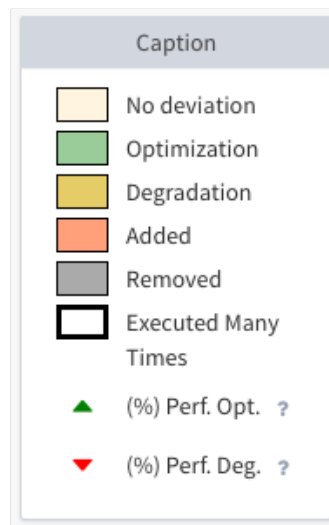 Caption
No deviation
Optimization
Degradation
Added
Removed
Executed Many
Times
(%) Perf. Opt. ?
(%) Perf. Deg. ?